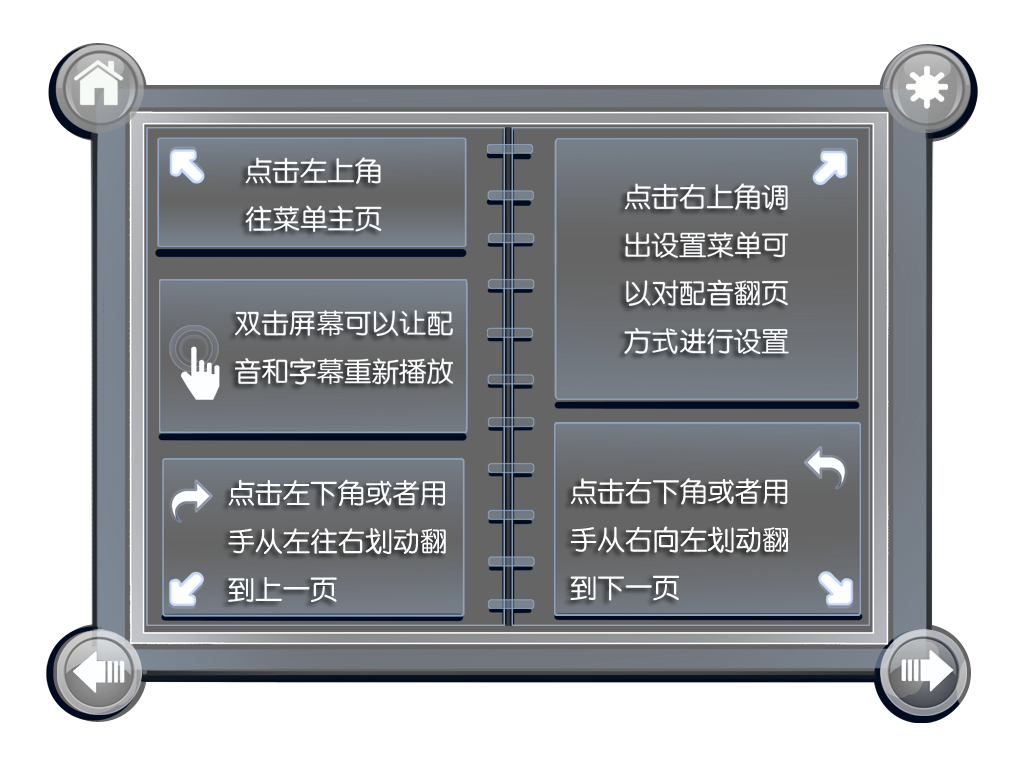 点击左上角
往菜单主页
双击屏幕可以让配
音和字幕重新播放
点击左下角或者用
手从左往右划动翻
到上一页
点击右上角调
出设置菜单可
以对配音翻页
方式进行设置
点击右下角或者用
手从右向左划动翻
到下一页